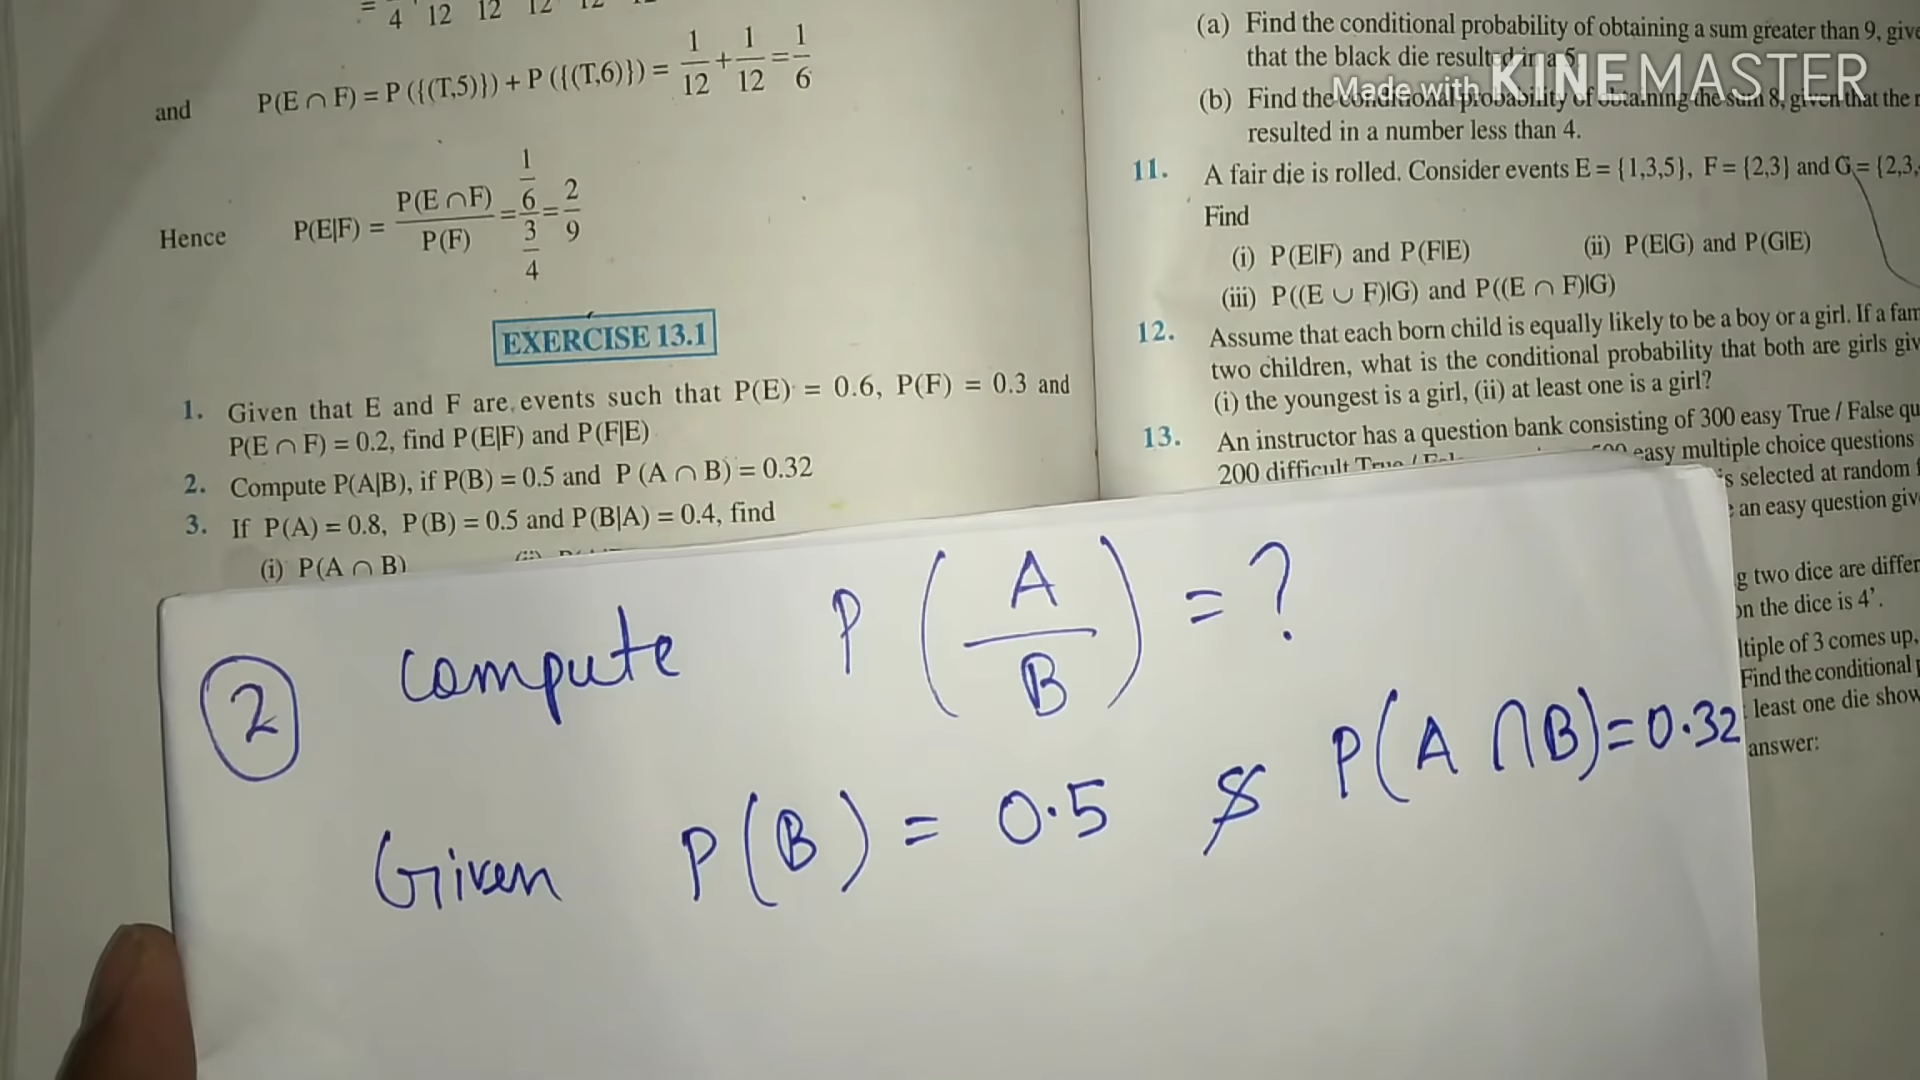 = 4 12 12 12 12
and P(E ∩ F) = P ({(T,5)}) + P ({(T,6)}) = 1/12 + 1/12 = 1/6
Hence P(E|F) = P(E ∩F)/P(F) = (1/6)/(3/4) = 2/9
EXERCISE 13.1
1. Given that E and F are events such that P(E) = 0.6, P(F) = 0.3 and
P(E ∩ F) = 0.2, find P(E|F) and P(F|E)
2. Compute P(A|B), if P(B) = 0.5 and P (A ∩ B) = 0.32
3. If P(A) = 0.8, P(B) = 0.5 and P(B|A) = 0.4, find
(i) P(A ∩ B)
(a) Find the conditional probability of obtaining a sum greater than 9, give
that the black die resulted in a 5.
Made with KINEMASTER
(b) Find the conditional probability of obtaining the sum 8, given that the r
resulted in a number less than 4.
11. A fair die is rolled. Consider events E = {1,3,5}, F = {2,3} and G = {2,3,
Find
(i) P(E|F) and P(F|E) (ii) P(E|G) and P(G|E)
(iii) P((E ∪ F)|G) and P((E ∩ F)|G)
12. Assume that each born child is equally likely to be a boy or a girl. If a fam
two children, what is the conditional probability that both are girls giv
(i) the youngest is a girl, (ii) at least one is a girl?
13. An instructor has a question bank consisting of 300 easy True / False qu
200 difficult True / Fal easy multiple choice questions
s selected at random f
an easy question giv
g two dice are differ
on the dice is 4'.
ltiple of 3 comes up,
Find the conditional p
least one die show
answer:
2 compute P(A/B) = ?
Given P(B) = 0.5 & P(A ∩ B) = 0.32